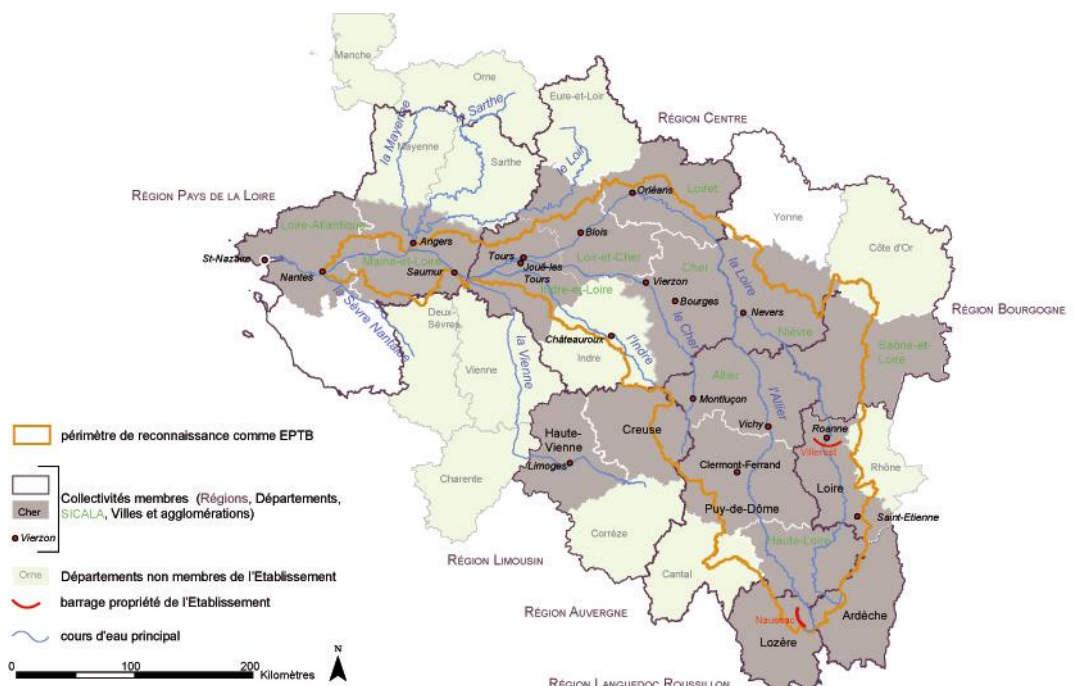 Manche
Orne
Eure-et-Loir
la Sarthe
la Mayenne
Mayenne
Sarthe
le Loir
RÉGION CENTRE
RÉGION PAYS DE LA LOIRE
Orléans
Loiret
Yonne
Loire-Atlantique
Angers
Blois
Côte d'Or
St-Nazaire
Maine-et-Loire
Tours
Loir-et-Cher
Cher
la Loire
Nantes
Saumur
Joué-les
Tours
Vierzon
Indre-et-Loire
Bourges
Nevers
la Sèvre Nantaise
Deux-
Sèvres
le Cher
Nièvre
RÉGION BOURGOGNE
Châteauroux
l'Indre
Indre
Saône-et-
Loire
la Vienne
Vienne
Allier
l'Allier
Montluçon
Creuse
Vichy
Roanne
Villerest
Haute-
Vienne
Limoges
Clermont-Ferrand
Loire
Rhône
Charente
Puy-de-Dôme
Saint-Etienne
Corrèze
Haute-Loire
RÉGION LIMOUSIN
Cantal
RÉGION AUVERGNE
Naussac
Ardèche
Lozère
RÉGION LANGUEDOC ROUSSILLON
périmètre de reconnaissance comme EPTB
Collectivités membres (Régions, Départements,
Cher
SICALA, Villes et agglomérations)
Vierzon
Orne
Départements non membres de l'Etablissement
barrage propriété de l'Etablissement
cours d'eau principal
N
0 100 200
Kilomètres